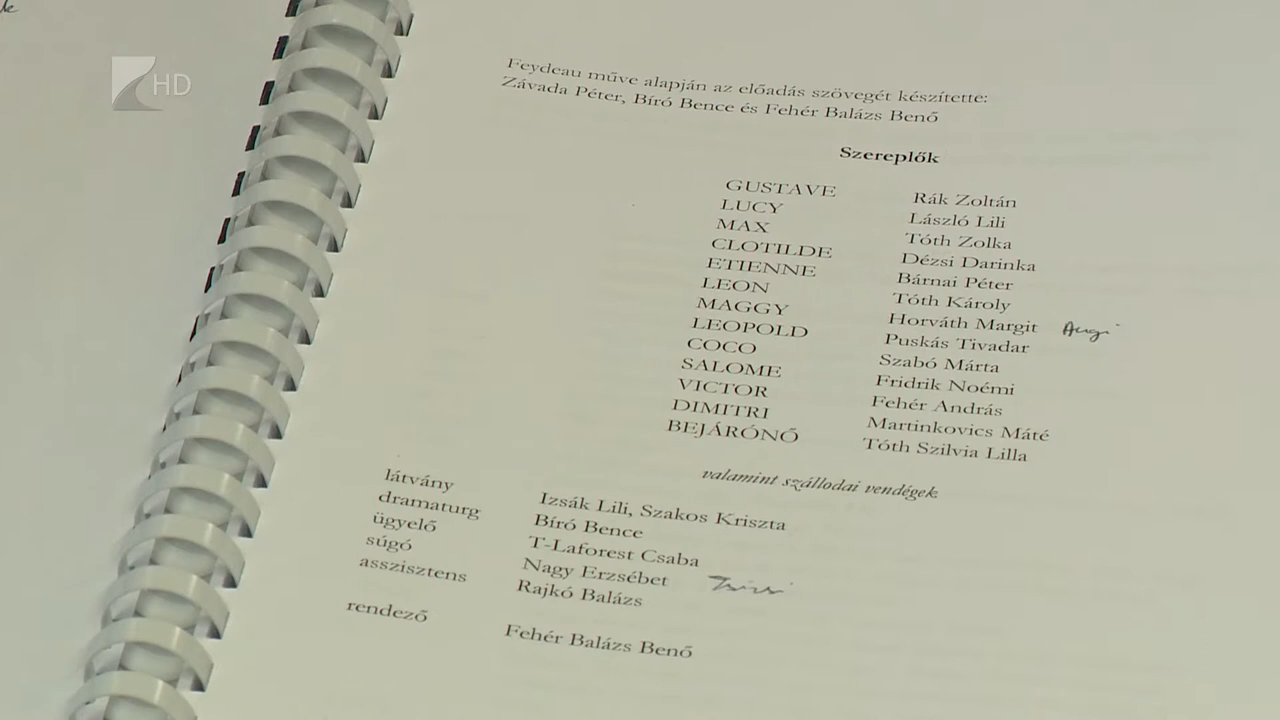 HD
Feydeau műve alapján az előadás szövegét készítette:
Závada Péter, Bíró Bence és Fehér Balázs Benő
Szereplők
GUSTAVE Rák Zoltán
LUCY László Lili
MAX Tóth Zolka
CLOTILDE Dézsi Darinka
ETIENNE Bárnai Péter
LEON Tóth Károly
MAGGY Horváth Margit
LEOPOLD Puskás Tivadar
COCO Szabó Márta
SALOME Fridrik Noémi
VICTOR Fehér András
DIMITRI Martinkovics Máté
BEJÁRÓNŐ Tóth Szilvia Lilla
valamint szállodai vendégek
látvány Izsák Lili, Szakos Kriszta
dramaturg Bíró Bence
ügyelő T-Laforest Csaba
súgó Nagy Erzsébet
asszisztens Rajkó Balázs
rendező Fehér Balázs Benő